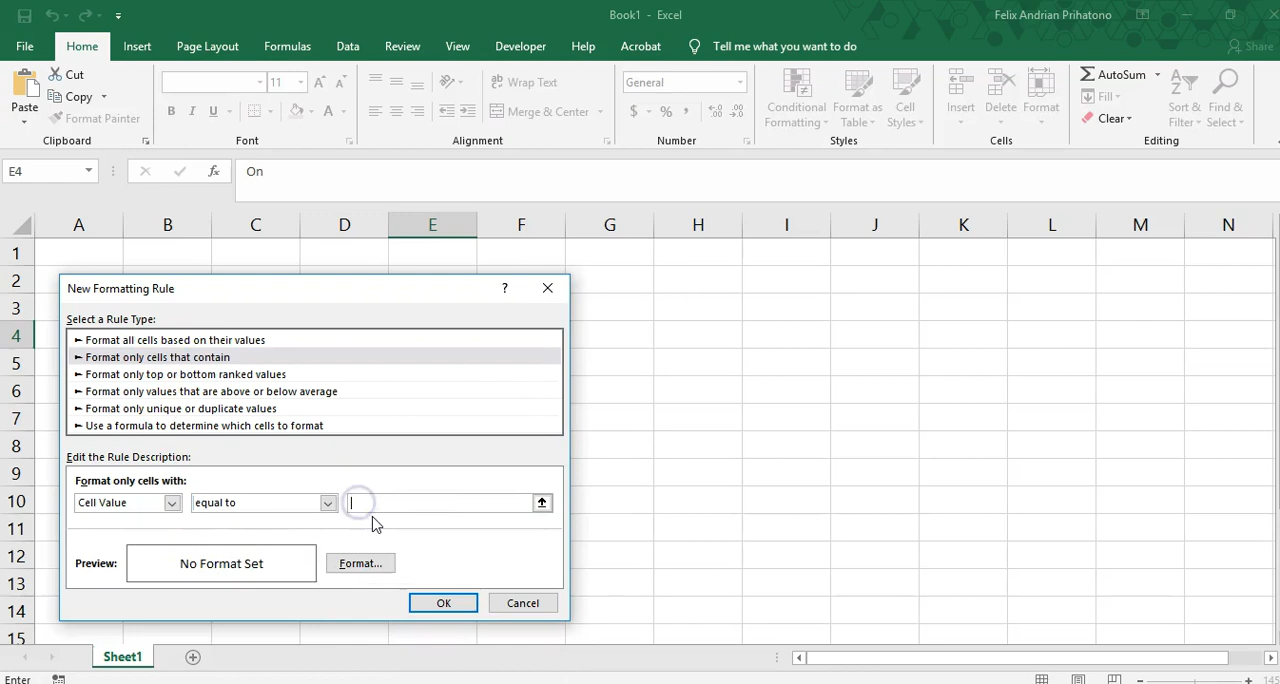 Book1 - Excel
Felix Andrian Prihatono
File Home Insert Page Layout Formulas Data Review View Developer Help Acrobat Tell me what you want to do Share
Paste
Cut
Copy
Format Painter
Clipboard
11
B I U
Font
Wrap Text
Merge & Center
Alignment
General
$ % ,
Number
Conditional Formatting
Format as Table
Cell Styles
Styles
Insert Delete Format
Cells
AutoSum
Fill
Clear
Sort & Filter
Find & Select
Editing
E4 fx On
A B C D E F G H I J K L M N
1
2
3
4
5
6
7
8
9
10
11
12
13
14
15
New Formatting Rule ?
Select a Rule Type:
► Format all cells based on their values
► Format only cells that contain
► Format only top or bottom ranked values
► Format only values that are above or below average
► Format only unique or duplicate values
► Use a formula to determine which cells to format
Edit the Rule Description:
Format only cells with:
Cell Value equal to
Preview: No Format Set Format...
OK Cancel
Sheet1
Enter
145